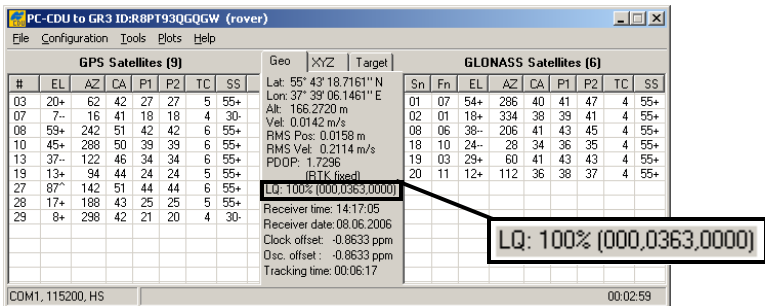 PC-CDU to GR3 ID:R8PT93QGQGW (rover)
File Configuration Tools Plots Help
GPS Satellites (9)
# EL AZ CA P1 P2 TC SS
03 20+ 62 42 27 27 5 55+
07 7-- 16 41 18 18 4 30-
08 59+ 242 51 42 42 6 55+
10 45+ 288 50 39 39 6 55+
13 37-- 122 46 34 34 6 55+
19 13+ 94 44 24 24 5 55+
27 87^ 142 51 44 44 6 55+
28 17+ 188 43 25 25 5 55+
29 8+ 298 42 21 20 4 30-
Geo XYZ Target
Lat: 55° 43' 18.7161'' N
Lon: 37° 39' 06.1461'' E
Alt: 166.2720 m
Vel: 0.0142 m/s
RMS Pos: 0.0158 m
RMS Vel: 0.2114 m/s
PDOP: 1.7296
(RTK fixed)
LQ: 100% (000,0363,0000)
Receiver time: 14:17:05
Receiver date: 08.06.2006
Clock offset: -0.8633 ppm
Osc. offset : -0.8633 ppm
Tracking time: 00:06:17
GLONASS Satellites (6)
Sn Fn EL AZ CA P1 P2 TC SS
01 07 54+ 286 40 41 47 4 55+
02 01 18+ 334 38 39 41 4 55+
08 06 38-- 206 41 43 45 4 55+
18 10 24-- 28 34 36 35 4 55+
19 03 29+ 60 41 43 43 4 55+
20 11 12+ 112 36 38 37 4 55+
LQ: 100% (000,0363,0000)
COM1, 115200, HS
00:02:59